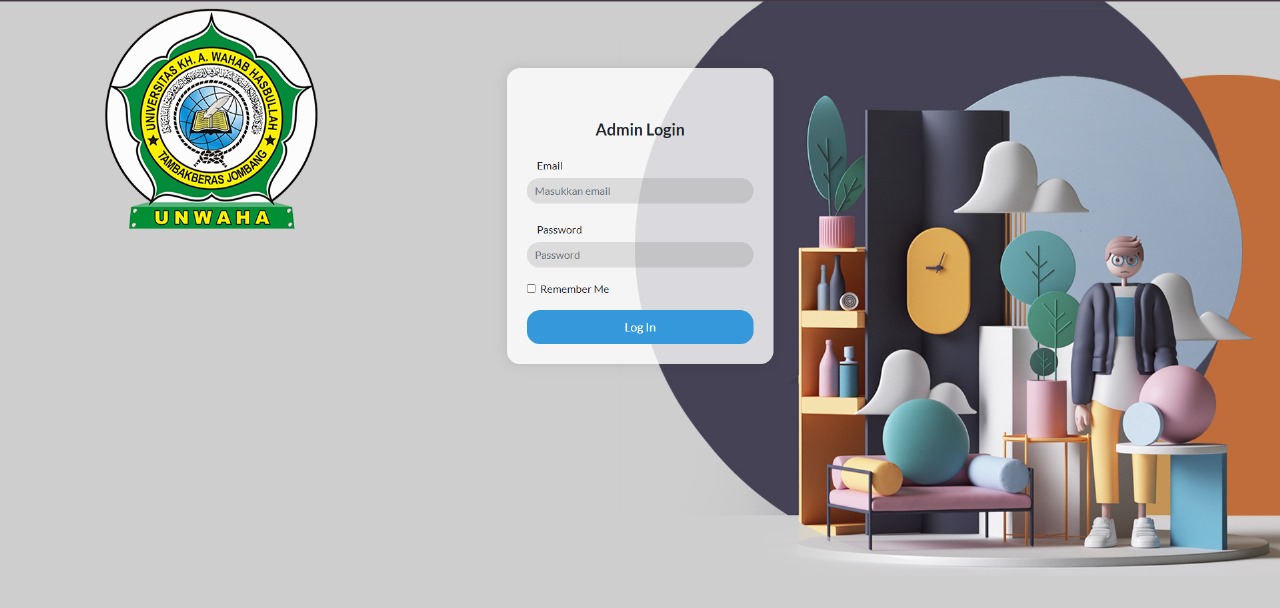 UNIVERSITAS KH. A. WAHAB HASBULLAH
TAMBAKBERAS JOMBANG
UNWAHA
Admin Login
Email
Masukkan email
Password
Password
Remember Me
Log In